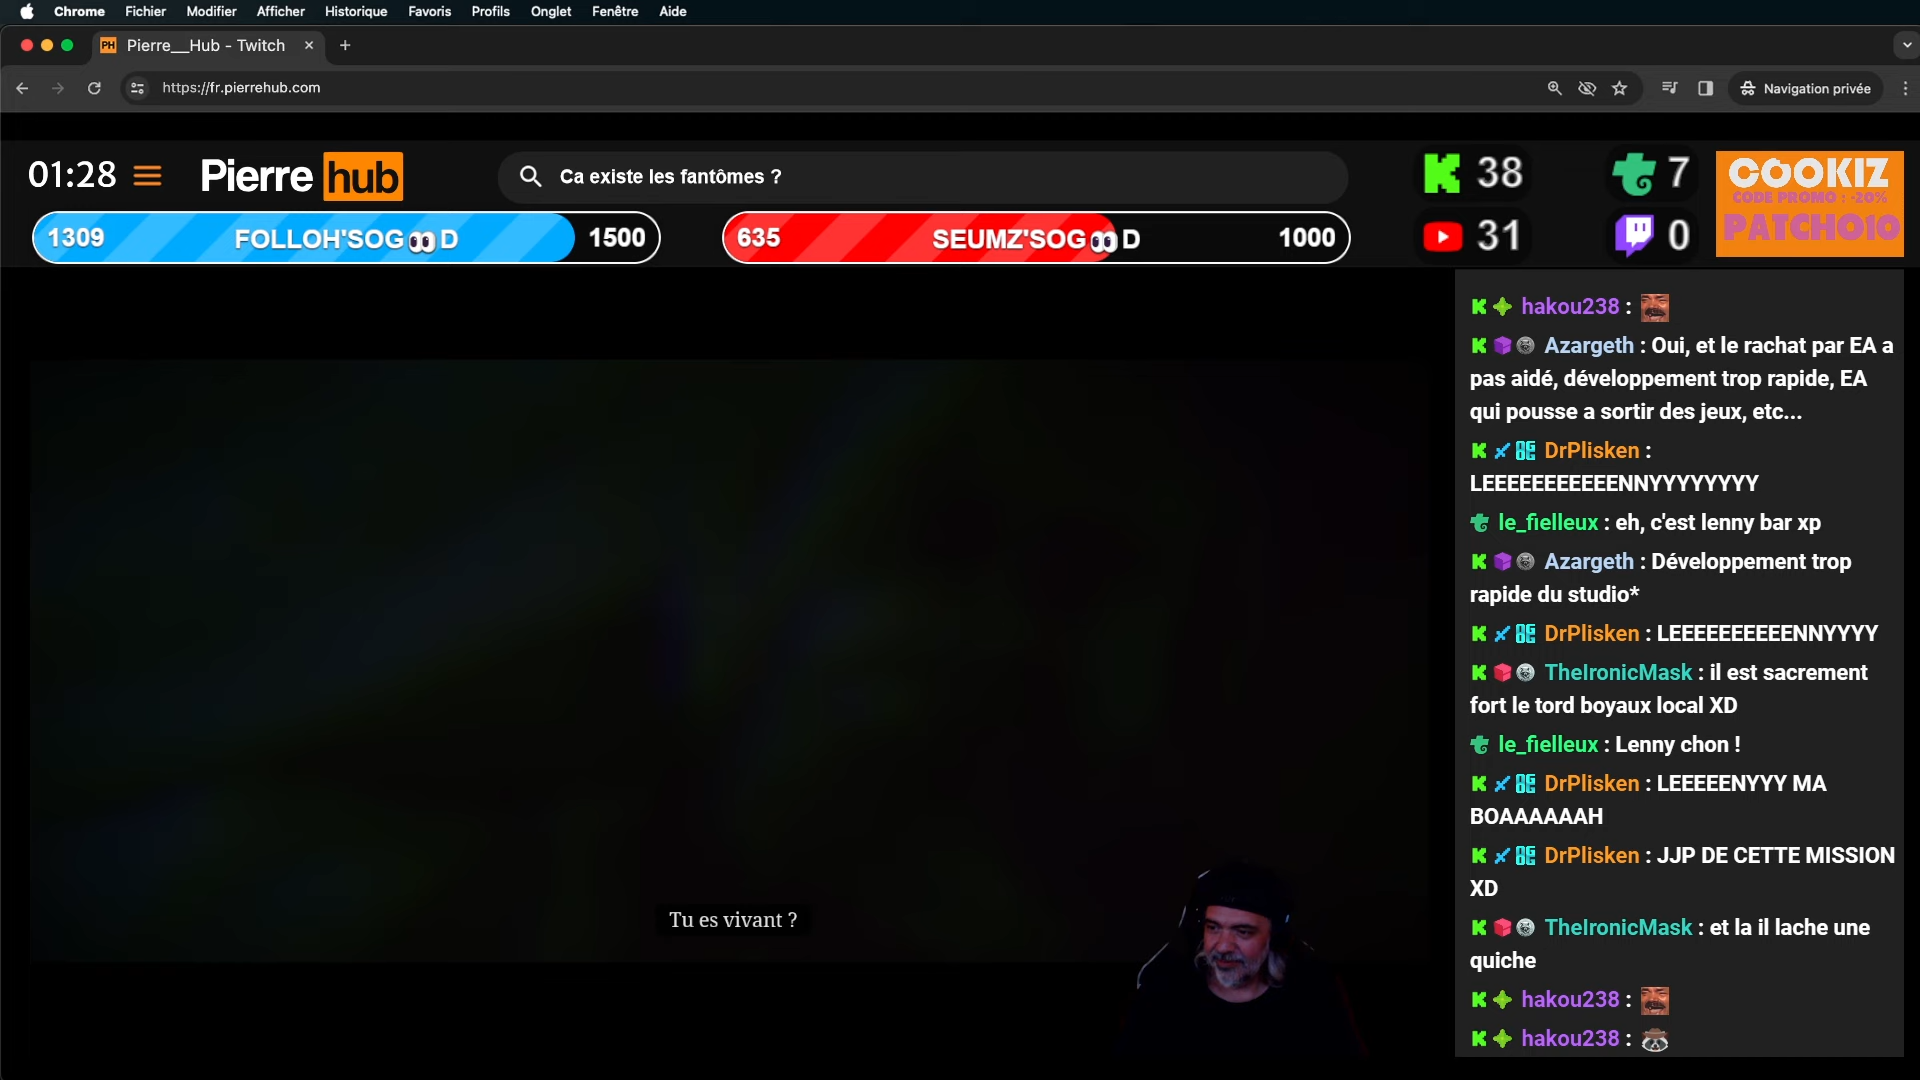 Chrome Fichier Modifier Afficher Historique Favoris Profils Onglet Fenêtre Aide
PH Pierre__Hub - Twitch
https://fr.pierrehub.com
Navigation privée
01:28
Pierre hub
Ca existe les fantômes ?
K 38
7
COOKIZ
CODE PROMO : -20%
PATCHO10
1309 FOLLOH'SOG👀D 1500
635 SEUMZ'SOG👀D 1000
31
0
hakou238 :
Azargeth : Oui, et le rachat par EA a
pas aidé, développement trop rapide, EA
qui pousse a sortir des jeux, etc...
DrPlisken :
LEEEEEEEEEEENNYYYYYYYY
le_fielleux : eh, c'est lenny bar xp
Azargeth : Développement trop
rapide du studio*
DrPlisken : LEEEEEEEEEENNYYYY
TheIronicMask : il est sacrement
fort le tord boyaux local XD
le_fielleux : Lenny chon !
DrPlisken : LEEEEENYYY MA
BOAAAAAAH
DrPlisken : JJP DE CETTE MISSION
XD
TheIronicMask : et la il lache une
quiche
hakou238 :
hakou238 :
Tu es vivant ?